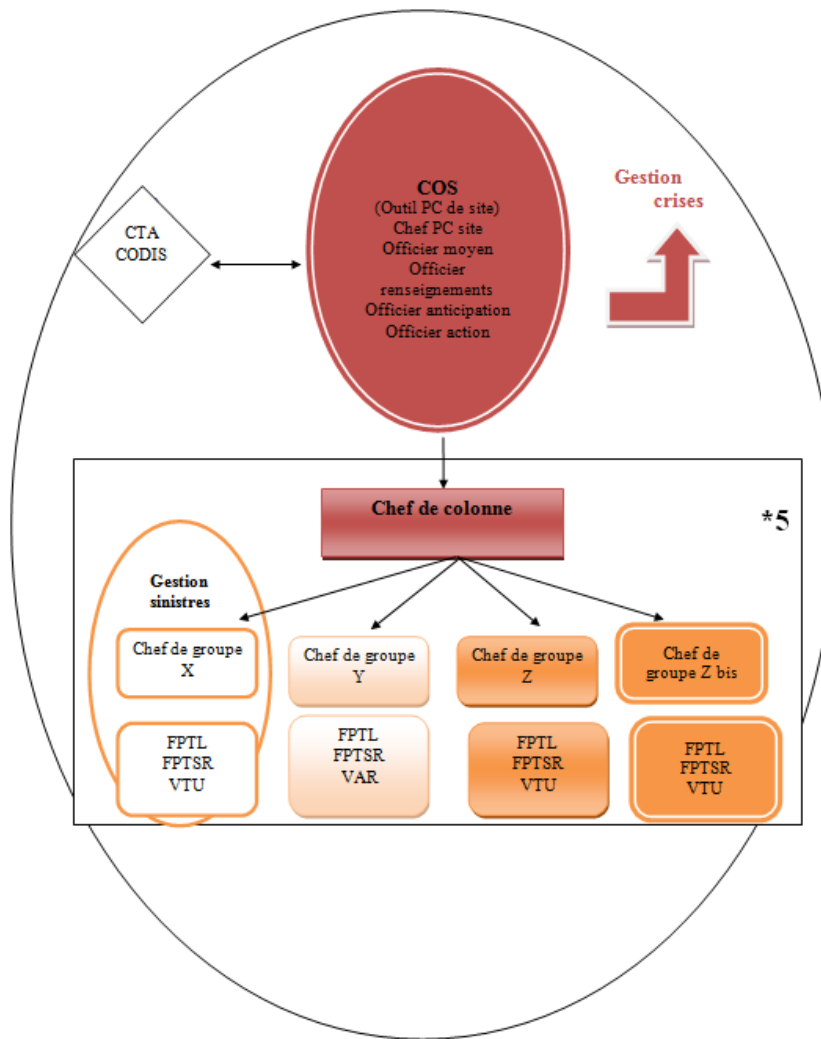 CTA
CODIS
COS
(Outil PC de site)
Chef PC site
Officier moyen
Officier
renseignements
Officier anticipation
Officier action
Gestion
crises
Chef de colonne
*5
Gestion
sinistres
Chef de groupe
X
Chef de groupe
Y
Chef de groupe
Z
Chef de
groupe Z bis
FPTL
FPTSR
VTU
FPTL
FPTSR
VAR
FPTL
FPTSR
VTU
FPTL
FPTSR
VTU